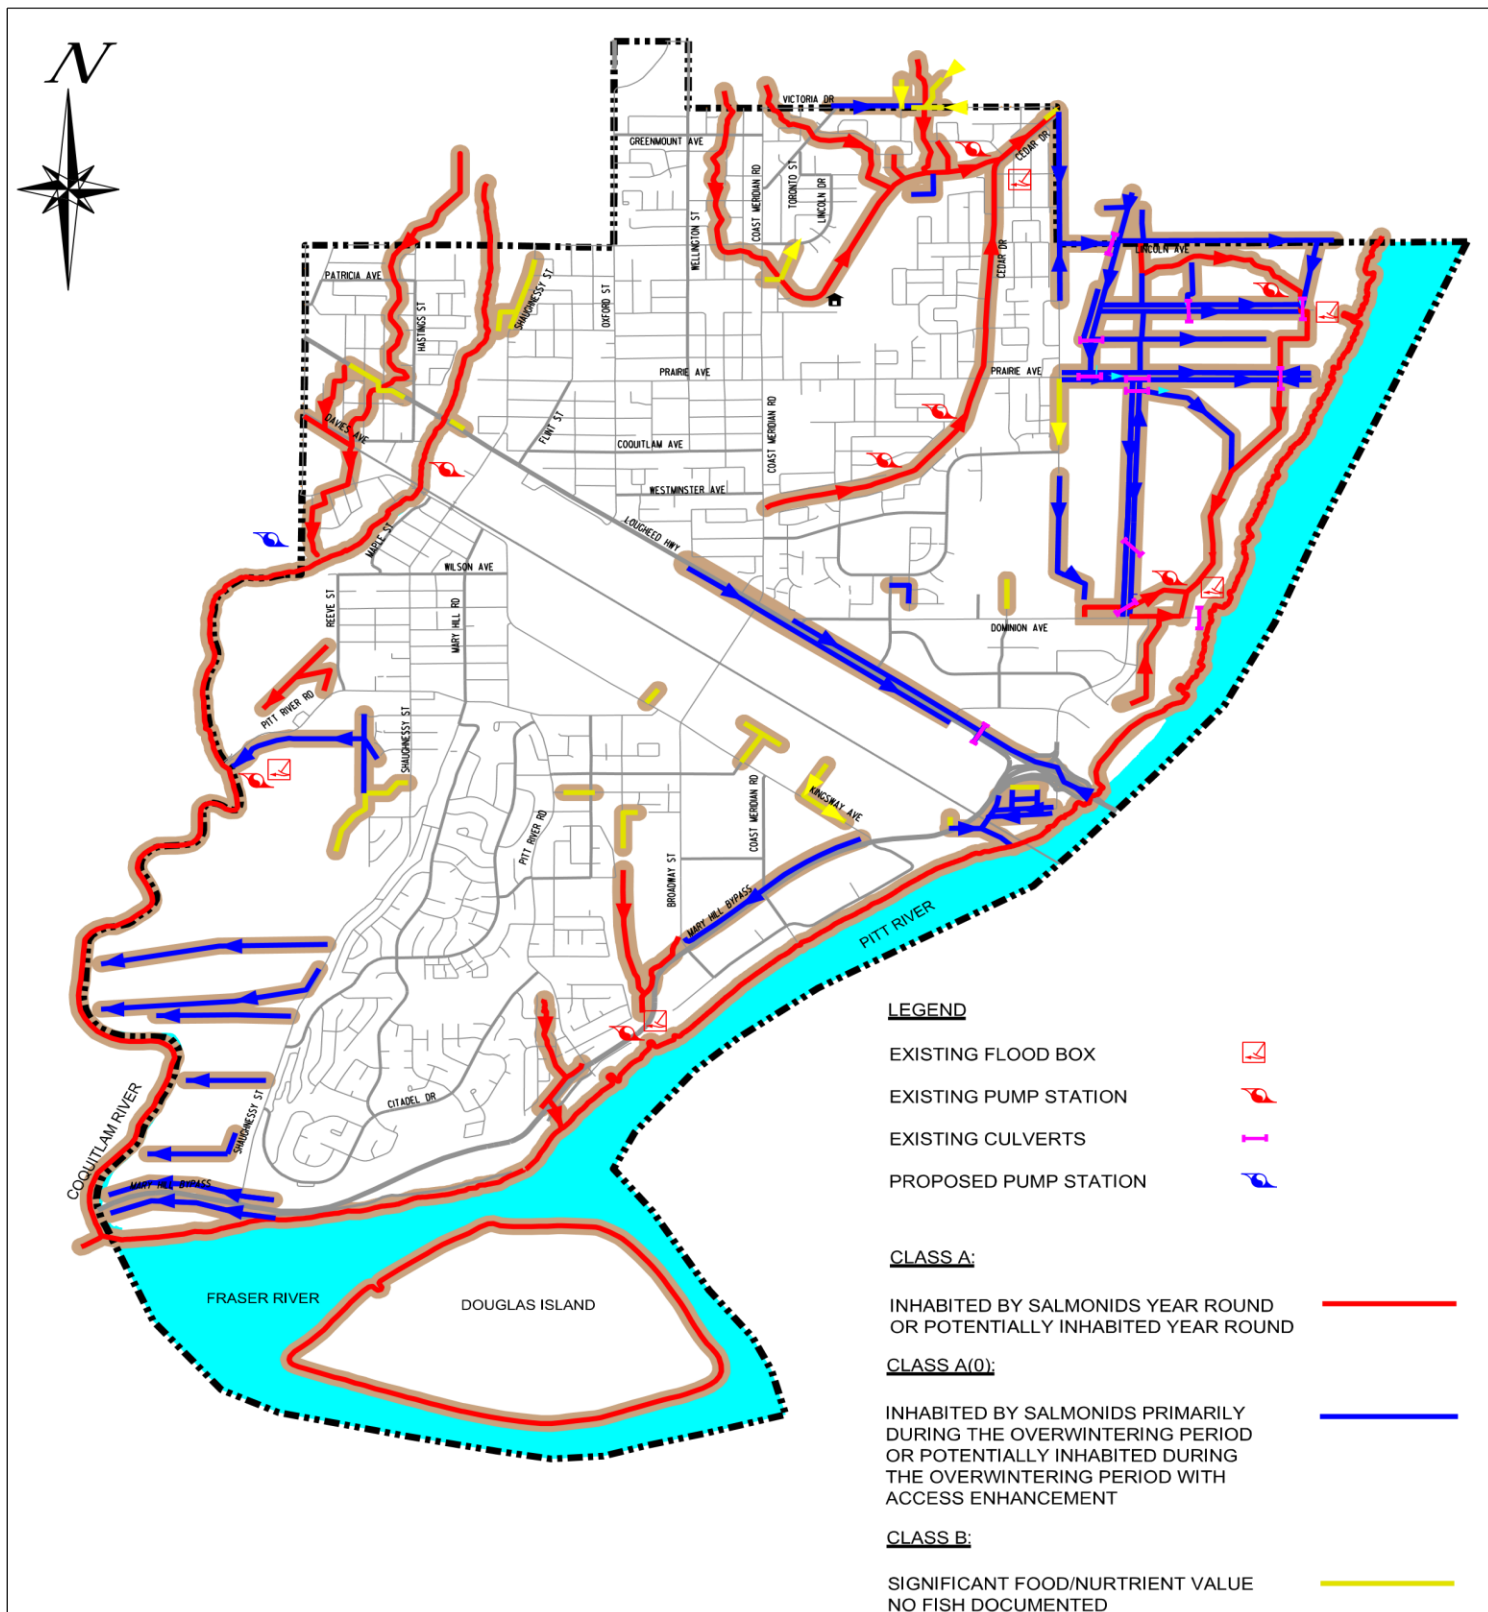 N
VICTORIA DR
GREENMOUNT AVE
CEDAR DR
COAST MERIDIAN RD
TORONTO ST
LINCOLN DR
WELLINGTON ST
LINCOLN AVE
CEDAR DR
PATRICIA AVE
SHAUGHNESSY ST
OXFORD ST
HASTINGS ST
PRAIRIE AVE
PRAIRIE AVE
DAVIES AVE
FLINT ST
COQUITLAM AVE
COAST MERIDIAN RD
WESTMINSTER AVE
LOUGHEED HWY
MAPLE ST
WILSON AVE
REEVE ST
MARY HILL RD
DOMINION AVE
PITT RIVER RD
SHAUGHNESSY ST
PITT RIVER RD
COAST MERIDIAN RD
KINGSWAY AVE
BROADWAY ST
MARY HILL BYPASS
PITT RIVER
CITADEL DR
SHAUGHNESSY ST
COQUITLAM RIVER
MARY HILL BYPASS
FRASER RIVER
DOUGLAS ISLAND
LEGEND
EXISTING FLOOD BOX
EXISTING PUMP STATION
EXISTING CULVERTS
PROPOSED PUMP STATION
CLASS A:
INHABITED BY SALMONIDS YEAR ROUND
OR POTENTIALLY INHABITED YEAR ROUND
CLASS A(0):
INHABITED BY SALMONIDS PRIMARILY
DURING THE OVERWINTERING PERIOD
OR POTENTIALLY INHABITED DURING
THE OVERWINTERING PERIOD WITH
ACCESS ENHANCEMENT
CLASS B:
SIGNIFICANT FOOD/NURTRIENT VALUE
NO FISH DOCUMENTED